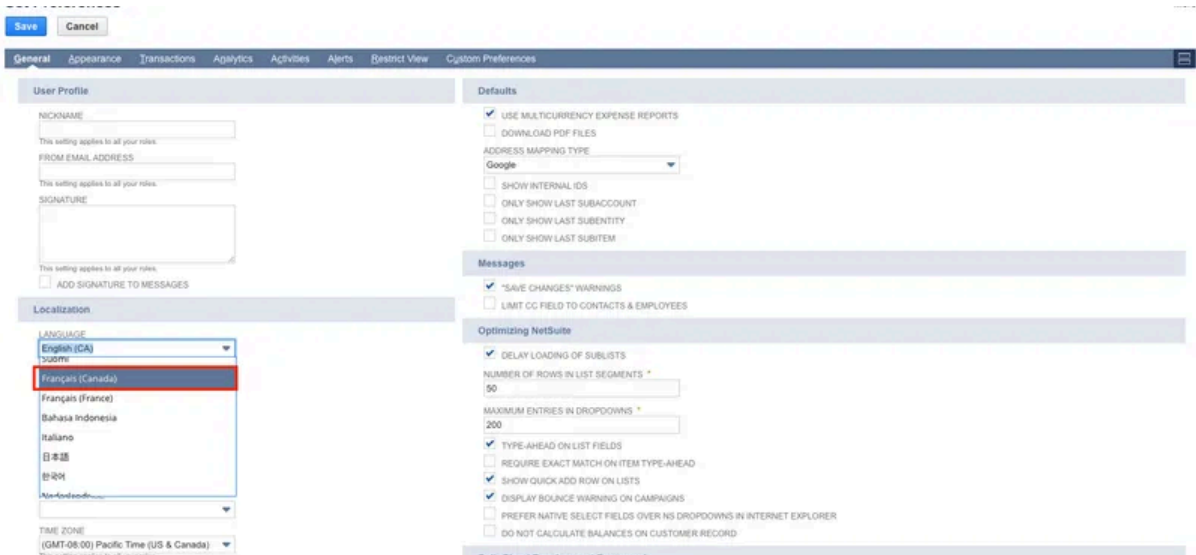 Save
Cancel
General Appearance Transactions Analytics Activities Alerts Restrict View Custom Preferences
User Profile
NICKNAME
This setting applies to all your roles.
FROM EMAIL ADDRESS
This setting applies to all your roles.
SIGNATURE
This setting applies to all your roles.
ADD SIGNATURE TO MESSAGES
Localization
LANGUAGE
English (CA)
Suomi
Français (Canada)
Français (France)
Bahasa Indonesia
Italiano
日本語
한국어
TIME ZONE
(GMT-08:00) Pacific Time (US & Canada)
Defaults
USE MULTICURRENCY EXPENSE REPORTS
DOWNLOAD PDF FILES
ADDRESS MAPPING TYPE
Google
SHOW INTERNAL IDS
ONLY SHOW LAST SUBACCOUNT
ONLY SHOW LAST SUBENTITY
ONLY SHOW LAST SUBITEM
Messages
"SAVE CHANGES" WARNINGS
LIMIT CC FIELD TO CONTACTS & EMPLOYEES
Optimizing NetSuite
DELAY LOADING OF SUBLISTS
NUMBER OF ROWS IN LIST SEGMENTS *
50
MAXIMUM ENTRIES IN DROPDOWNS *
200
TYPE-AHEAD ON LIST FIELDS
REQUIRE EXACT MATCH ON ITEM TYPE-AHEAD
SHOW QUICK ADD ROW ON LISTS
DISPLAY BOUNCE WARNING ON CAMPAIGNS
PREFER NATIVE SELECT FIELDS OVER NS DROPDOWNS IN INTERNET EXPLORER
DO NOT CALCULATE BALANCES ON CUSTOMER RECORD